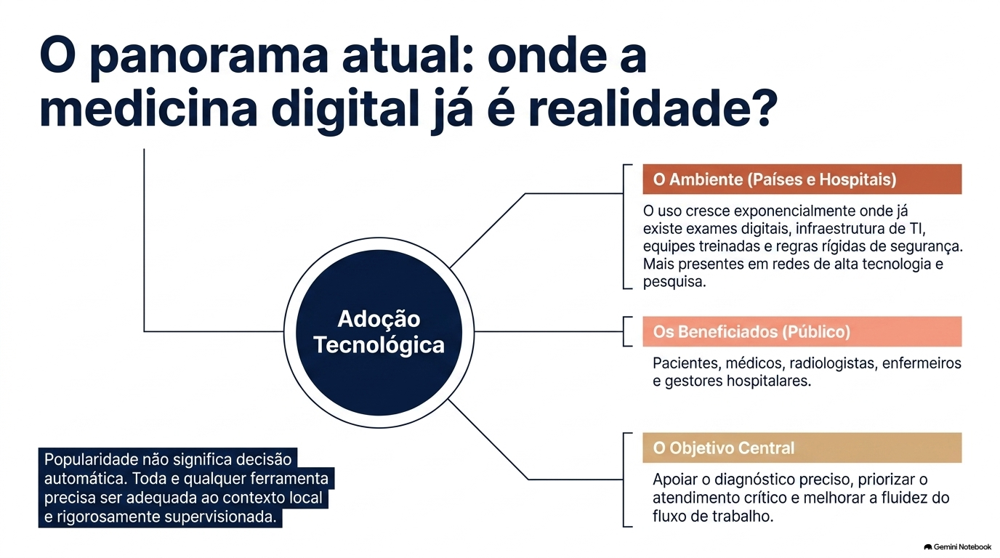 O panorama atual: onde a
medicina digital já é realidade?
Adoção
Tecnológica
O Ambiente (Países e Hospitais)
O uso cresce exponencialmente onde já
existe exames digitais, infraestrutura de TI,
equipes treinadas e regras rígidas de segurança.
Mais presentes em redes de alta tecnologia e
pesquisa.
Os Beneficiados (Público)
Pacientes, médicos, radiologistas, enfermeiros
e gestores hospitalares.
O Objetivo Central
Apoiar o diagnóstico preciso, priorizar o
atendimento crítico e melhorar a fluidez do
fluxo de trabalho.
Popularidade não significa decisão
automática. Toda e qualquer ferramenta
precisa ser adequada ao contexto local
e rigorosamente supervisionada.
Gemini Notebook